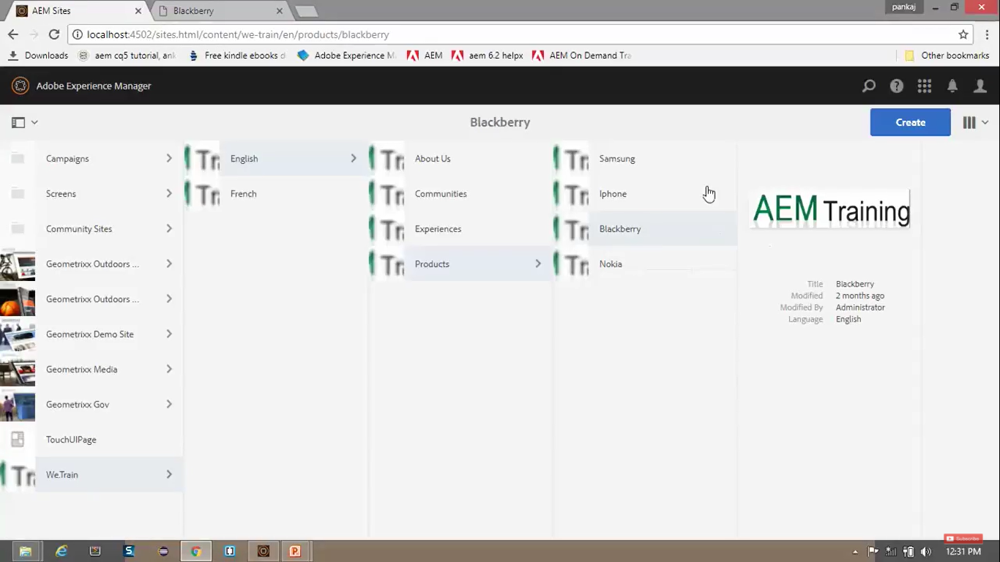 AEM Sites
Blackberry
pankaj
localhost:4502/sites.html/content/we-train/en/products/blackberry
Downloads
aem cq5 tutorial, ank
Free kindle ebooks d
Adobe Experience M
AEM
aem 6.2 helpx
AEM On Demand Tra
Other bookmarks
Adobe Experience Manager
Blackberry
Create
Campaigns
Screens
Community Sites
Geometrixx Outdoors ...
Geometrixx Outdoors ...
Geometrixx Demo Site
Geometrixx Media
Geometrixx Gov
TouchUIPage
We.Train
English
French
About Us
Communities
Experiences
Products
Samsung
Iphone
Blackberry
Nokia
AEM Training
Title Blackberry
Modified 2 months ago
Modified By Administrator
Language English
Subscribe
12:31 PM